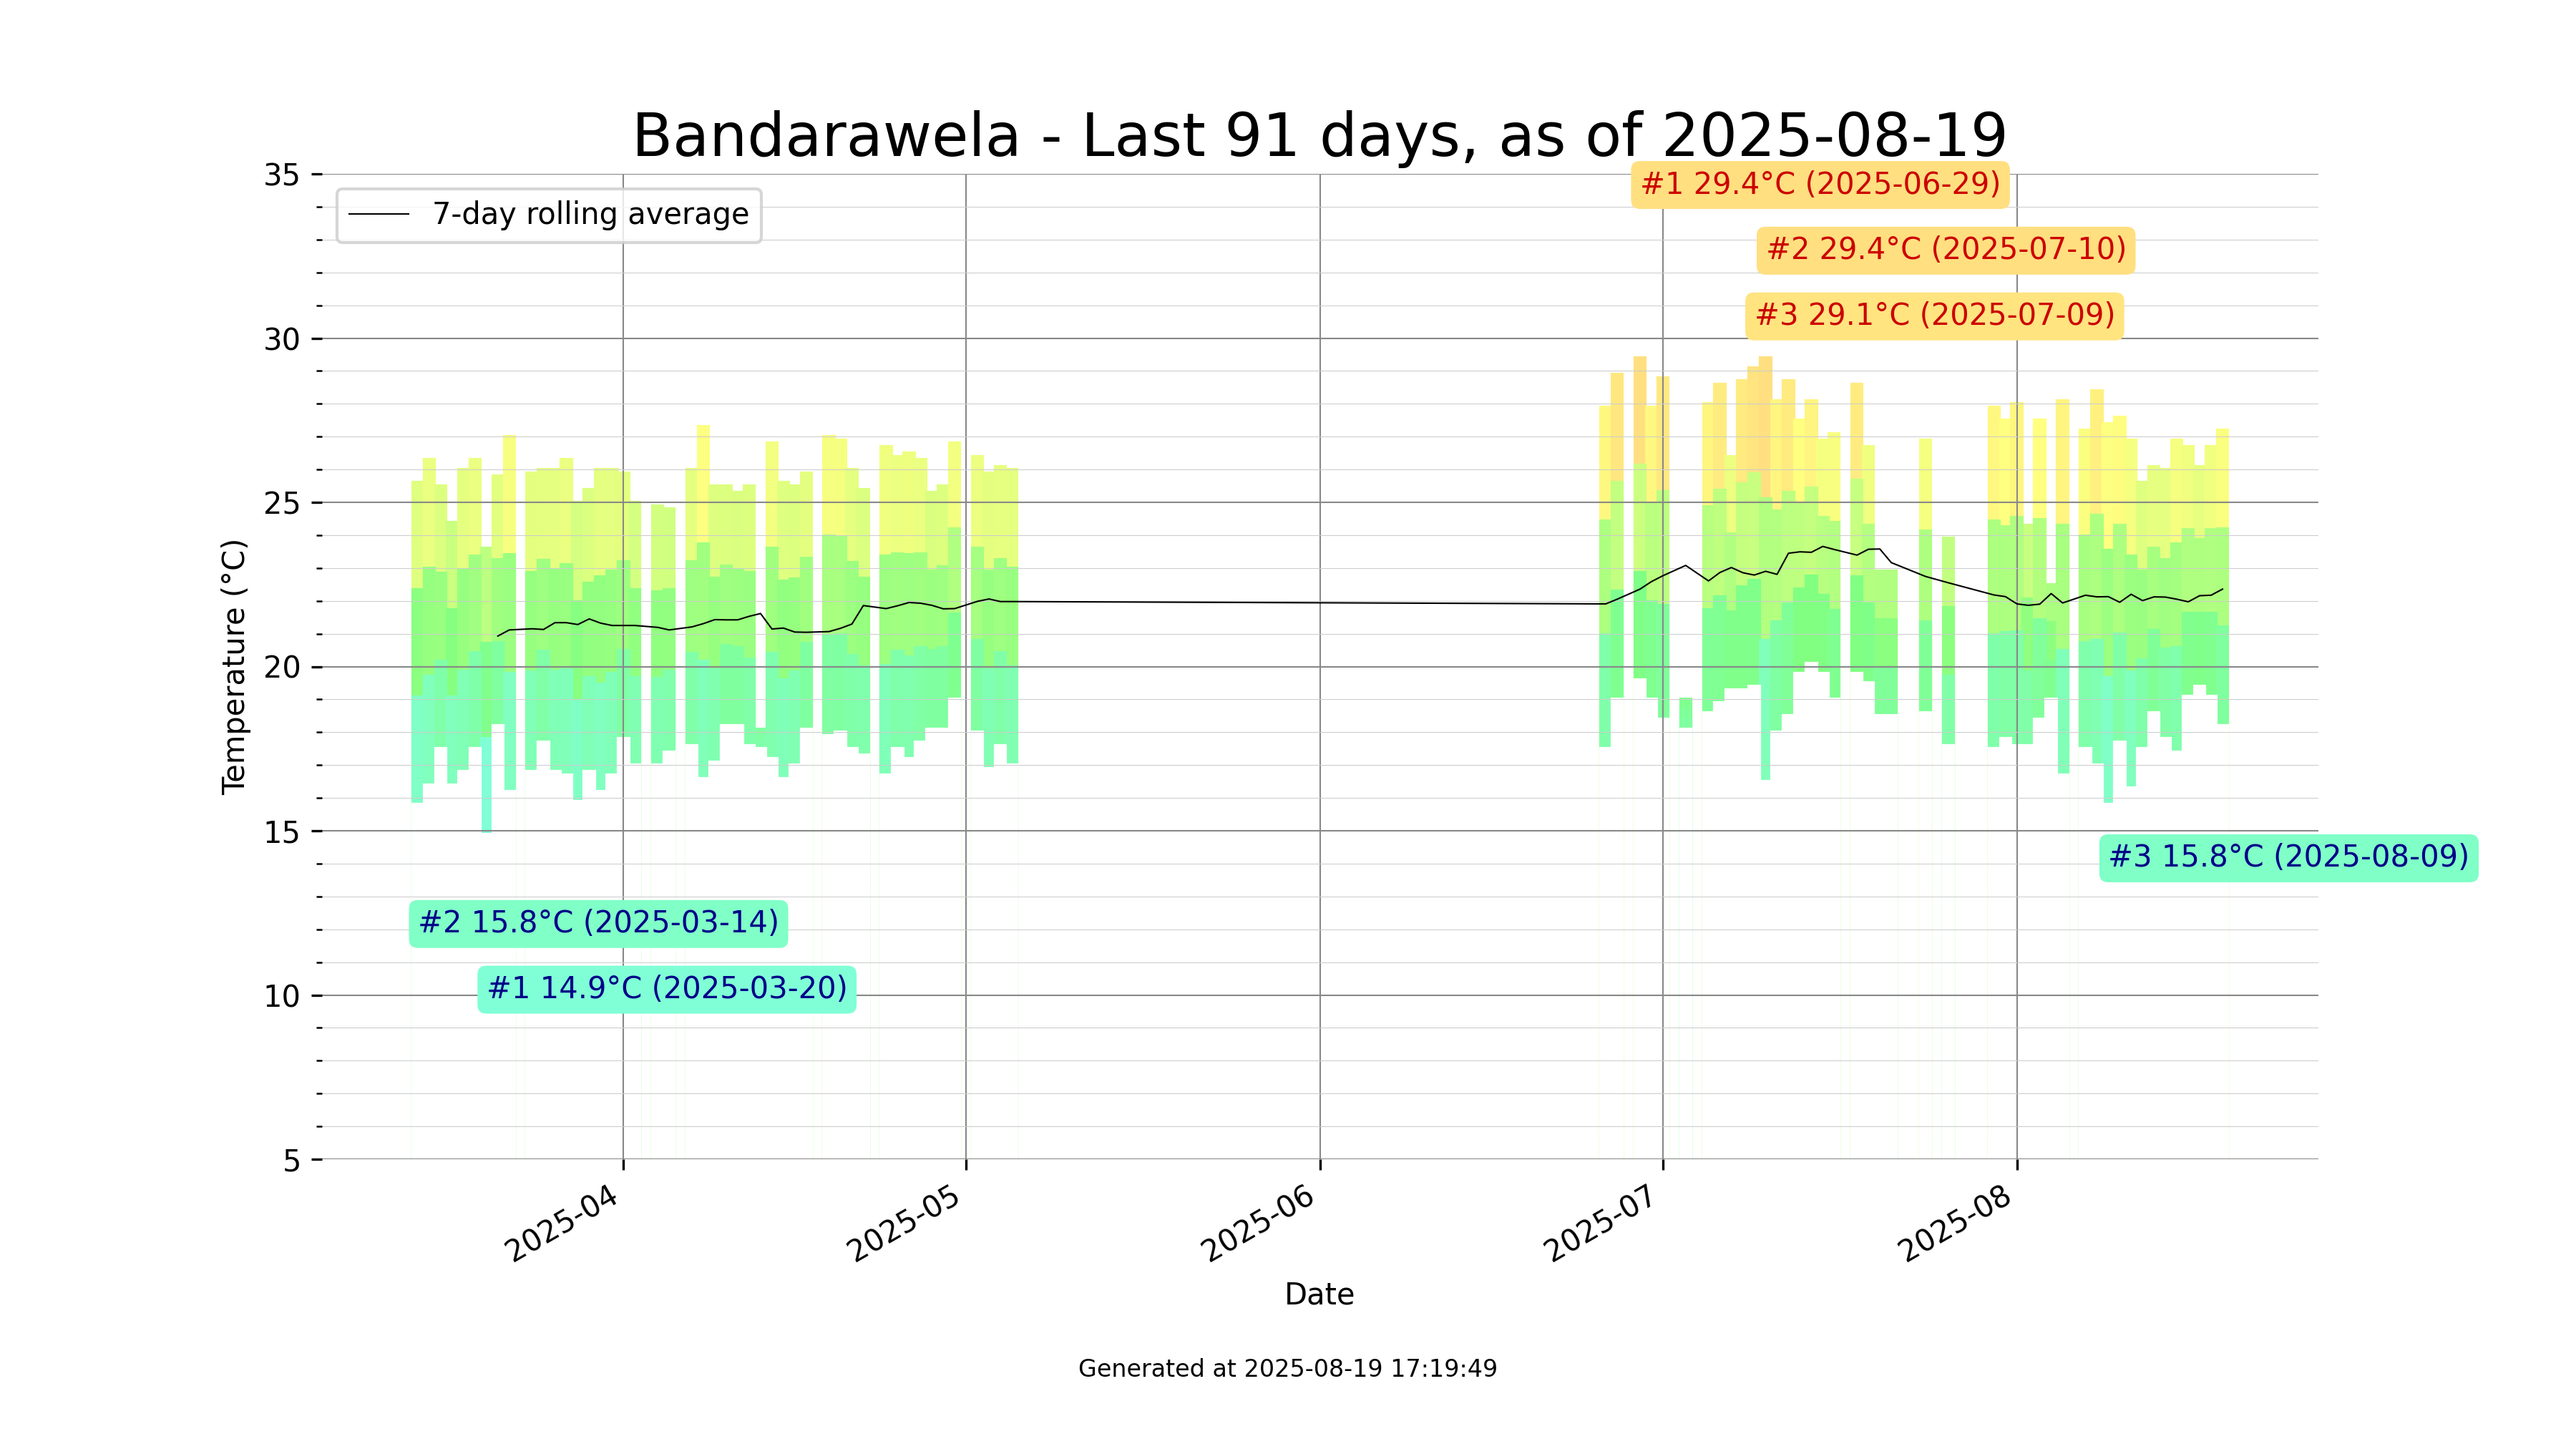 Bandarawela - Last 91 days, as of 2025-08-19
35
30
25
20
15
10
5
Temperature (°C)
7-day rolling average
#1 29.4°C (2025-06-29)
#2 29.4°C (2025-07-10)
#3 29.1°C (2025-07-09)
#3 15.8°C (2025-08-09)
#2 15.8°C (2025-03-14)
#1 14.9°C (2025-03-20)
2025-04
2025-05
2025-06
2025-07
2025-08
Date
Generated at 2025-08-19 17:19:49